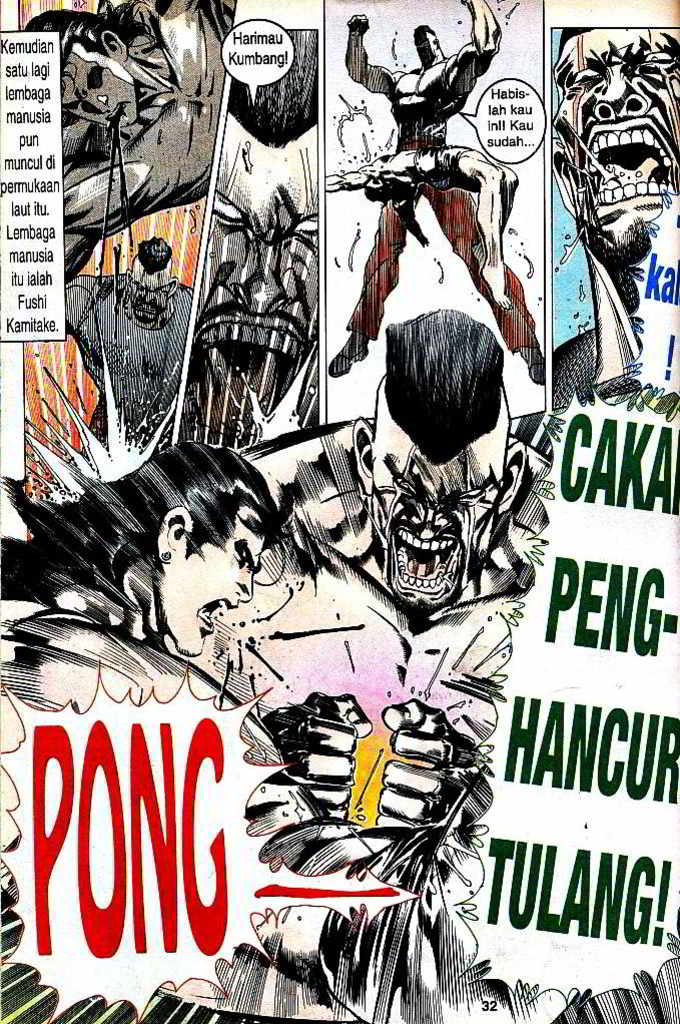 Kemudian
satu lagi
lembaga
manusia
pun
muncul di
permukaan
laut itu.
Lembaga
manusia
itu ialah
Fushi
Kamitake.
Harimau
Kumbang!
Habis-
lah kau
ini! Kau
sudah...
!
PENG-
HANCUR
TULANG!
PONG
32